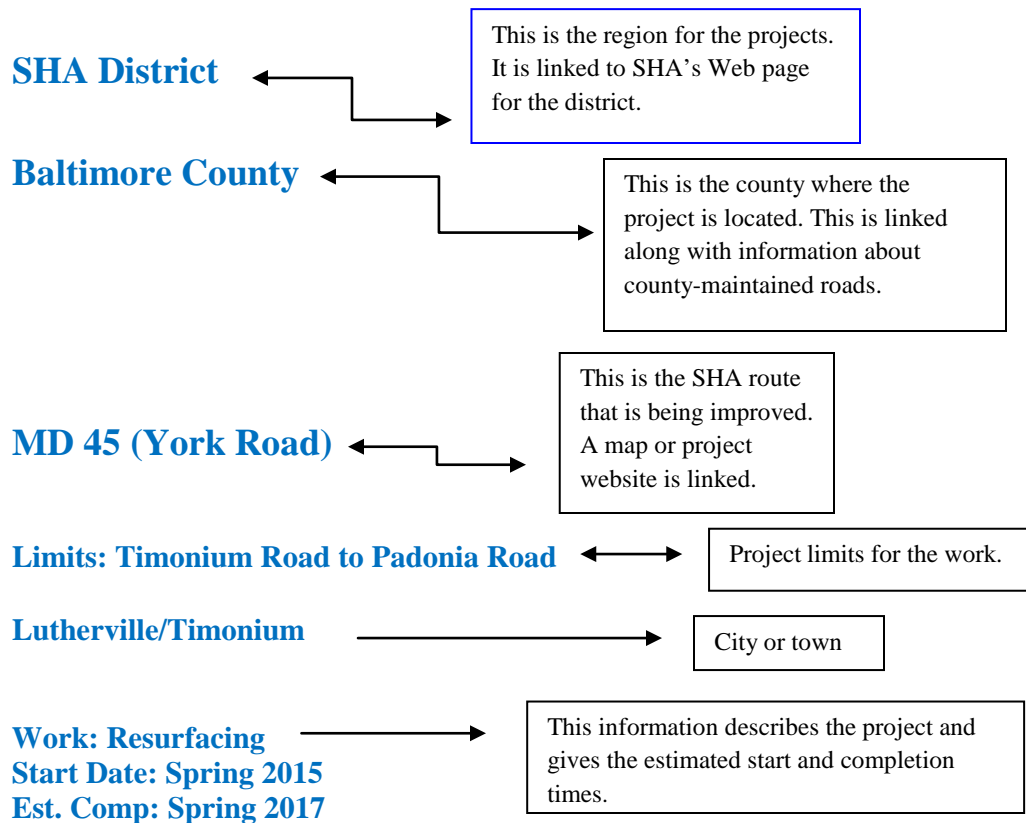 SHA District
This is the region for the projects.
It is linked to SHA’s Web page
for the district.
Baltimore County
This is the county where the
project is located. This is linked
along with information about
county-maintained roads.
MD 45 (York Road)
This is the SHA route
that is being improved.
A map or project
website is linked.
Limits: Timonium Road to Padonia Road
Project limits for the work.
Lutherville/Timonium
City or town
Work: Resurfacing
Start Date: Spring 2015
Est. Comp: Spring 2017
This information describes the project and
gives the estimated start and completion
times.